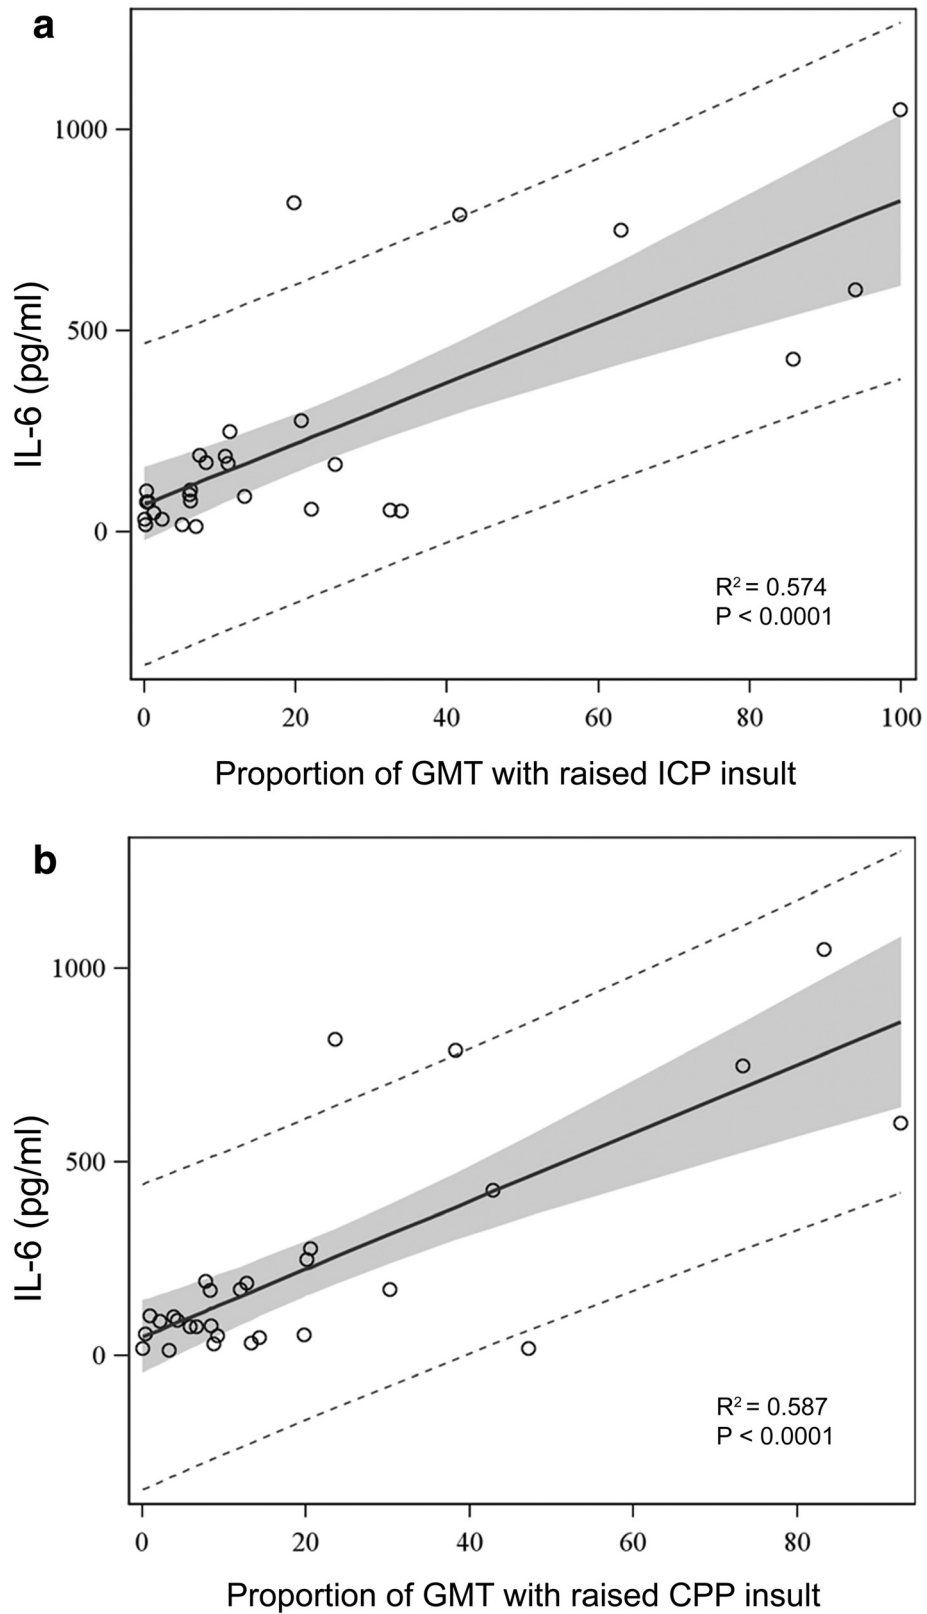 a
1000
500
0
IL-6 (pg/ml)
R² = 0.574
P < 0.0001
0 20 40 60 80 100
Proportion of GMT with raised ICP insult
b
1000
500
0
IL-6 (pg/ml)
R² = 0.587
P < 0.0001
0 20 40 60 80
Proportion of GMT with raised CPP insult